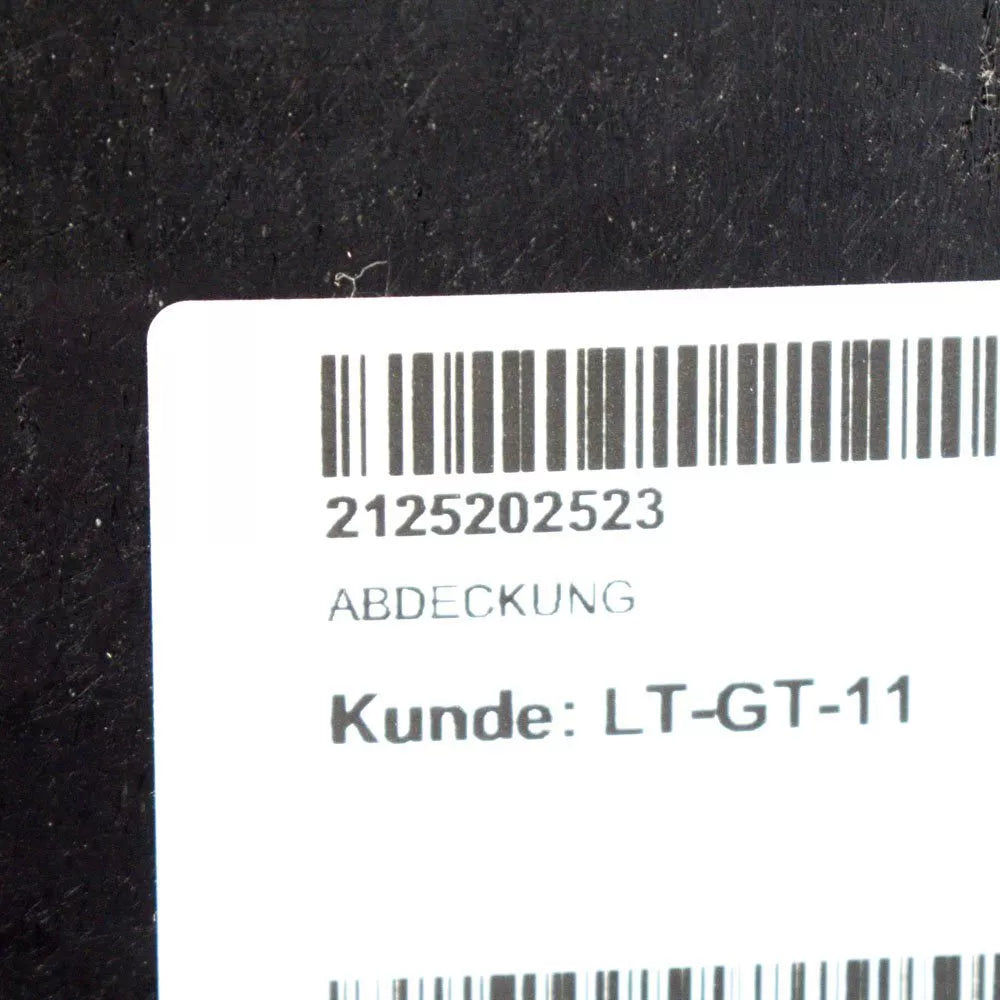 2125202523
ABDECKUNG
Kunde: LT-GT-11